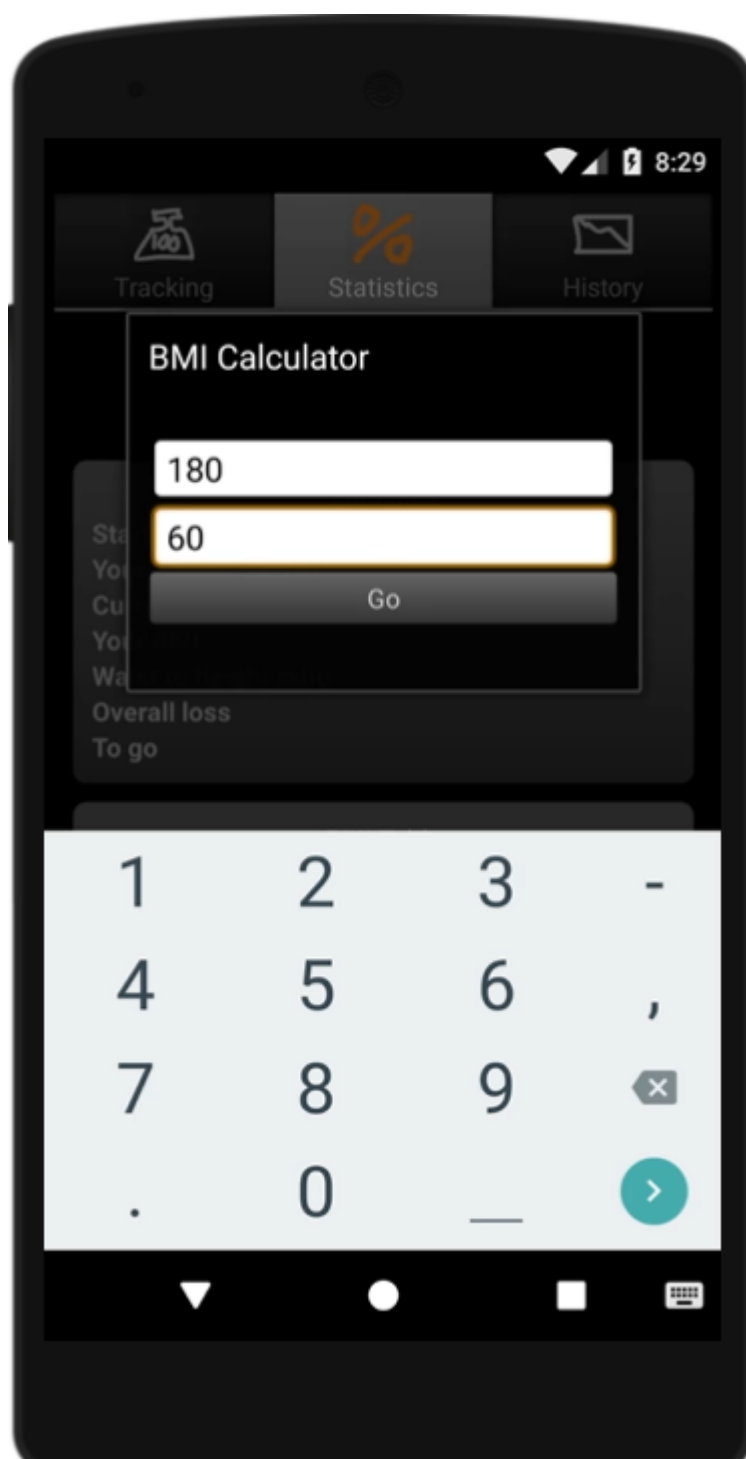 8:29
100
Tracking
%
Statistics
History
BMI Calculator
180
60
Go
Overall loss
To go
1 2 3 -
4 5 6 ,
7 8 9
. 0 _